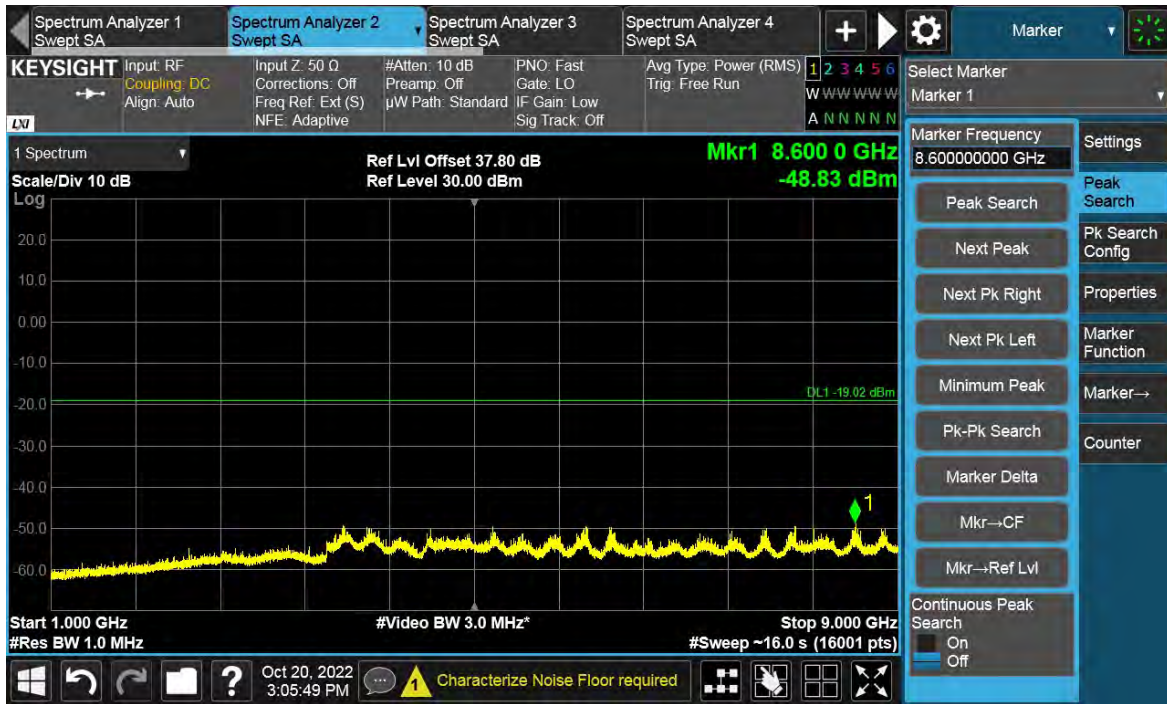 Spectrum Analyzer 1
Swept SA
Spectrum Analyzer 2
Swept SA
Spectrum Analyzer 3
Swept SA
Spectrum Analyzer 4
Swept SA
+
Marker
KEYSIGHT
LXI
Input: RF
Coupling: DC
Align: Auto
Input Z: 50 Ω
Corrections: Off
Freq Ref: Ext (S)
NFE: Adaptive
#Atten: 10 dB
Preamp: Off
µW Path: Standard
PNO: Fast
Gate: LO
IF Gain: Low
Sig Track: Off
Avg Type: Power (RMS)
Trig: Free Run
1 2 3 4 5 6
W W W W W W
A N N N N N
Select Marker
Marker 1
1 Spectrum
Scale/Div 10 dB
Log
Ref Lvl Offset 37.80 dB
Ref Level 30.00 dBm
Mkr1 8.600 0 GHz
-48.83 dBm
20.0
10.0
0.00
-10.0
-20.0
-30.0
-40.0
-50.0
-60.0
DL1 -19.02 dBm
1
Start 1.000 GHz
#Res BW 1.0 MHz
#Video BW 3.0 MHz*
Stop 9.000 GHz
#Sweep ~16.0 s (16001 pts)
Marker Frequency
8.600000000 GHz
Peak Search
Next Peak
Next Pk Right
Next Pk Left
Minimum Peak
Pk-Pk Search
Marker Delta
Mkr→CF
Mkr→Ref Lvl
Continuous Peak
Search
On
Off
Settings
Peak
Search
Pk Search
Config
Properties
Marker
Function
Marker→
Counter
?
Oct 20, 2022
3:05:49 PM
1
Characterize Noise Floor required